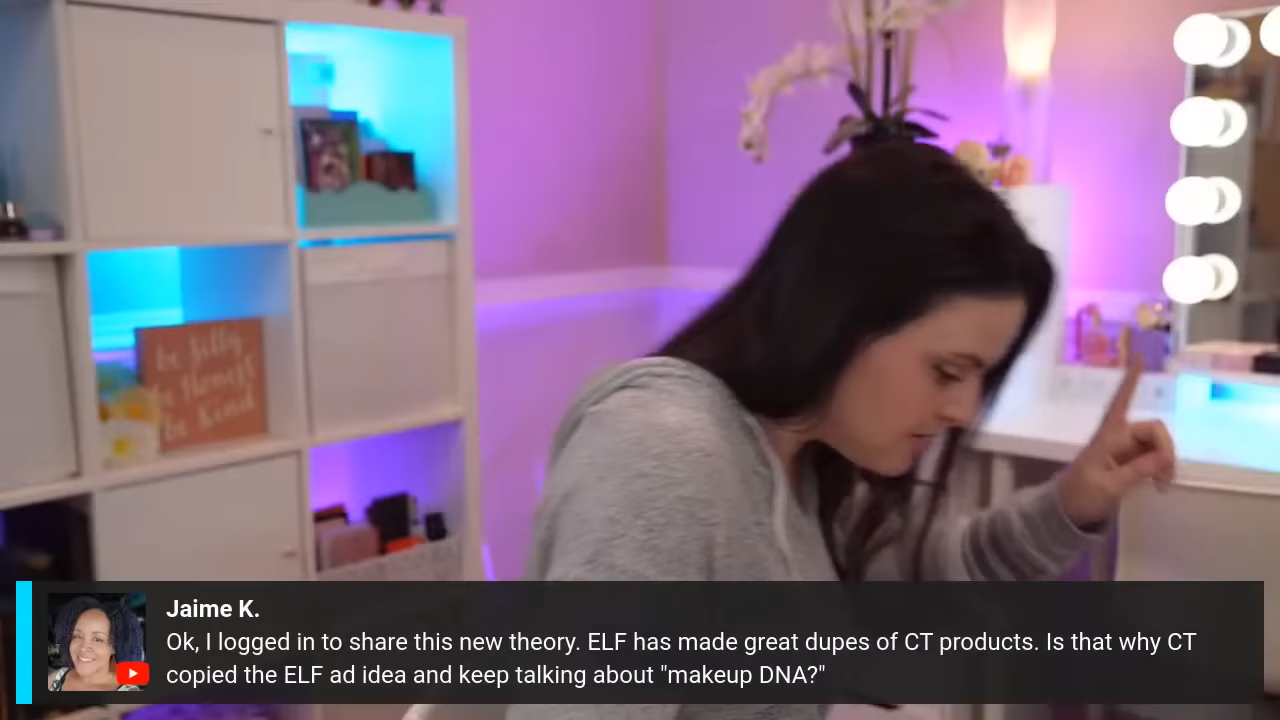 be silly
be honest
be kind
Jaime K.
Ok, I logged in to share this new theory. ELF has made great dupes of CT products. Is that why CT
copied the ELF ad idea and keep talking about "makeup DNA?"